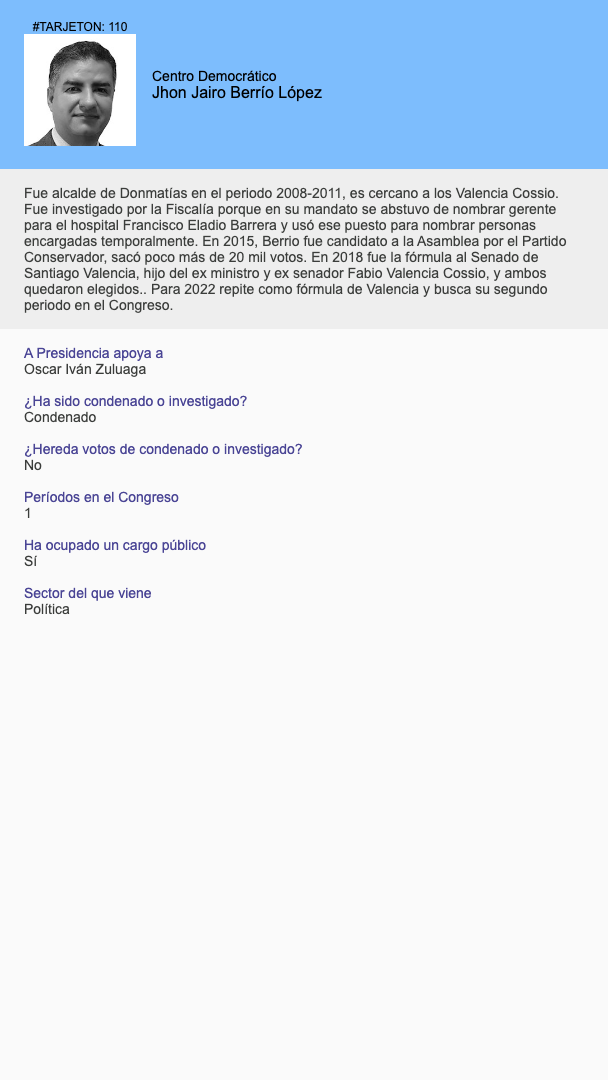 #TARJETON: 110
Centro Democrático
Jhon Jairo Berrío López
Fue alcalde de Donmatías en el periodo 2008-2011, es cercano a los Valencia Cossio.
Fue investigado por la Fiscalía porque en su mandato se abstuvo de nombrar gerente
para el hospital Francisco Eladio Barrera y usó ese puesto para nombrar personas
encargadas temporalmente. En 2015, Berrio fue candidato a la Asamblea por el Partido
Conservador, sacó poco más de 20 mil votos. En 2018 fue la fórmula al Senado de
Santiago Valencia, hijo del ex ministro y ex senador Fabio Valencia Cossio, y ambos
quedaron elegidos.. Para 2022 repite como fórmula de Valencia y busca su segundo
periodo en el Congreso.
A Presidencia apoya a
Oscar Iván Zuluaga
¿Ha sido condenado o investigado?
Condenado
¿Hereda votos de condenado o investigado?
No
Períodos en el Congreso
1
Ha ocupado un cargo público
Sí
Sector del que viene
Política